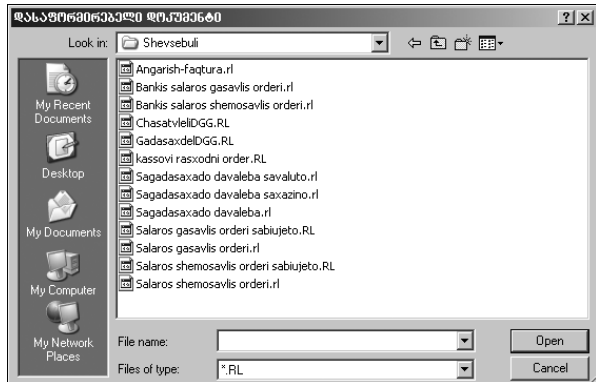 დასაფორმირებელი დოკუმენტი
Look in: Shevsebuli
My Recent Documents
Desktop
My Documents
My Computer
My Network Places
Angarish-faqtura.rl
Bankis salaros gasavlis orderi.rl
Bankis salaros shemosavlis orderi.rl
ChasatvleliDGG.RL
GadasaxdelDGG.RL
kassovi rasxodni order.RL
Sagadasaxado davaleba savaluto.rl
Sagadasaxado davaleba saxazino.rl
Sagadasaxado davaleba.rl
Salaros gasavlis orderi sabiujeto.RL
Salaros gasavlis orderi.rl
Salaros shemosavlis orderi sabiujeto.RL
Salaros shemosavlis orderi.rl
File name:
Open
Files of type: *.RL
Cancel